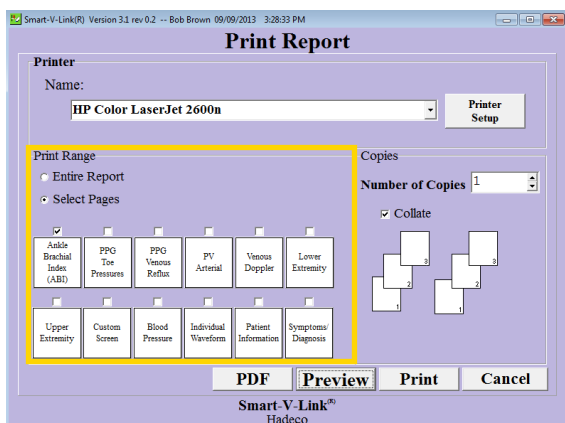 Smart-V-Link(R) Version 3.1 rev 0.2 -- Bob Brown 09/09/2013 3:28:33 PM
Print Report
Printer
Name:
HP Color LaserJet 2600n
Printer
Setup
Print Range
Entire Report
Select Pages
Ankle
Brachial
Index
(ABI)
PPG
Toe
Pressures
PPG
Venous
Reflux
PV
Arterial
Venous
Doppler
Lower
Extremity
Upper
Extremity
Custom
Screen
Blood
Pressure
Individual
Waveform
Patient
Information
Symptoms/
Diagnosis
Copies
Number of Copies 1
Collate
3
2
1
3
2
1
PDF Preview Print Cancel
Smart-V-Link(R)
Hadeco